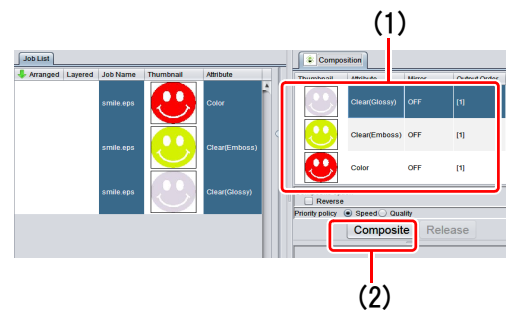 (1)
Job List
Composition
Arranged Layered Job Name Thumbnail Attribute
Thumbnail Attribute Mirror Output Order
smile.eps Color
Clear(Glossy) OFF [1]
smile.eps Clear(Emboss)
Clear(Emboss) OFF [1]
smile.eps Clear(Glossy)
Color OFF [1]
Reverse
Priority policy Speed Quality
Composite Release
(2)